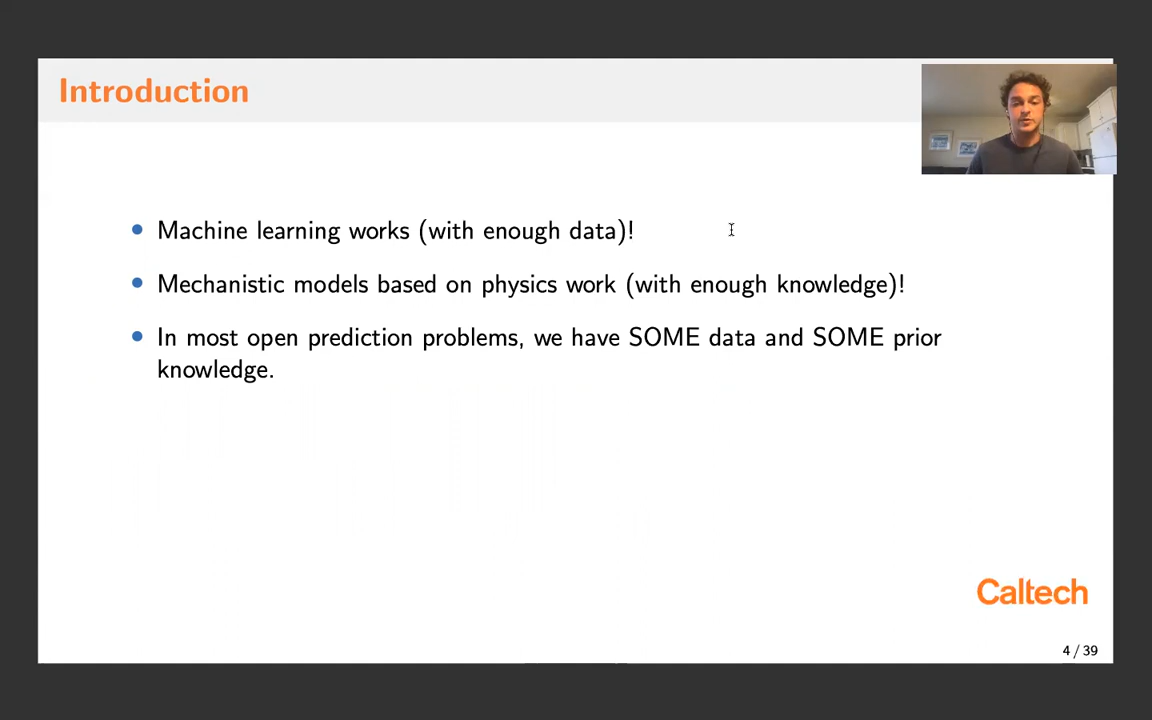 Introduction
Machine learning works (with enough data)!
Mechanistic models based on physics work (with enough knowledge)!
In most open prediction problems, we have SOME data and SOME prior
knowledge.
Caltech
4 / 39